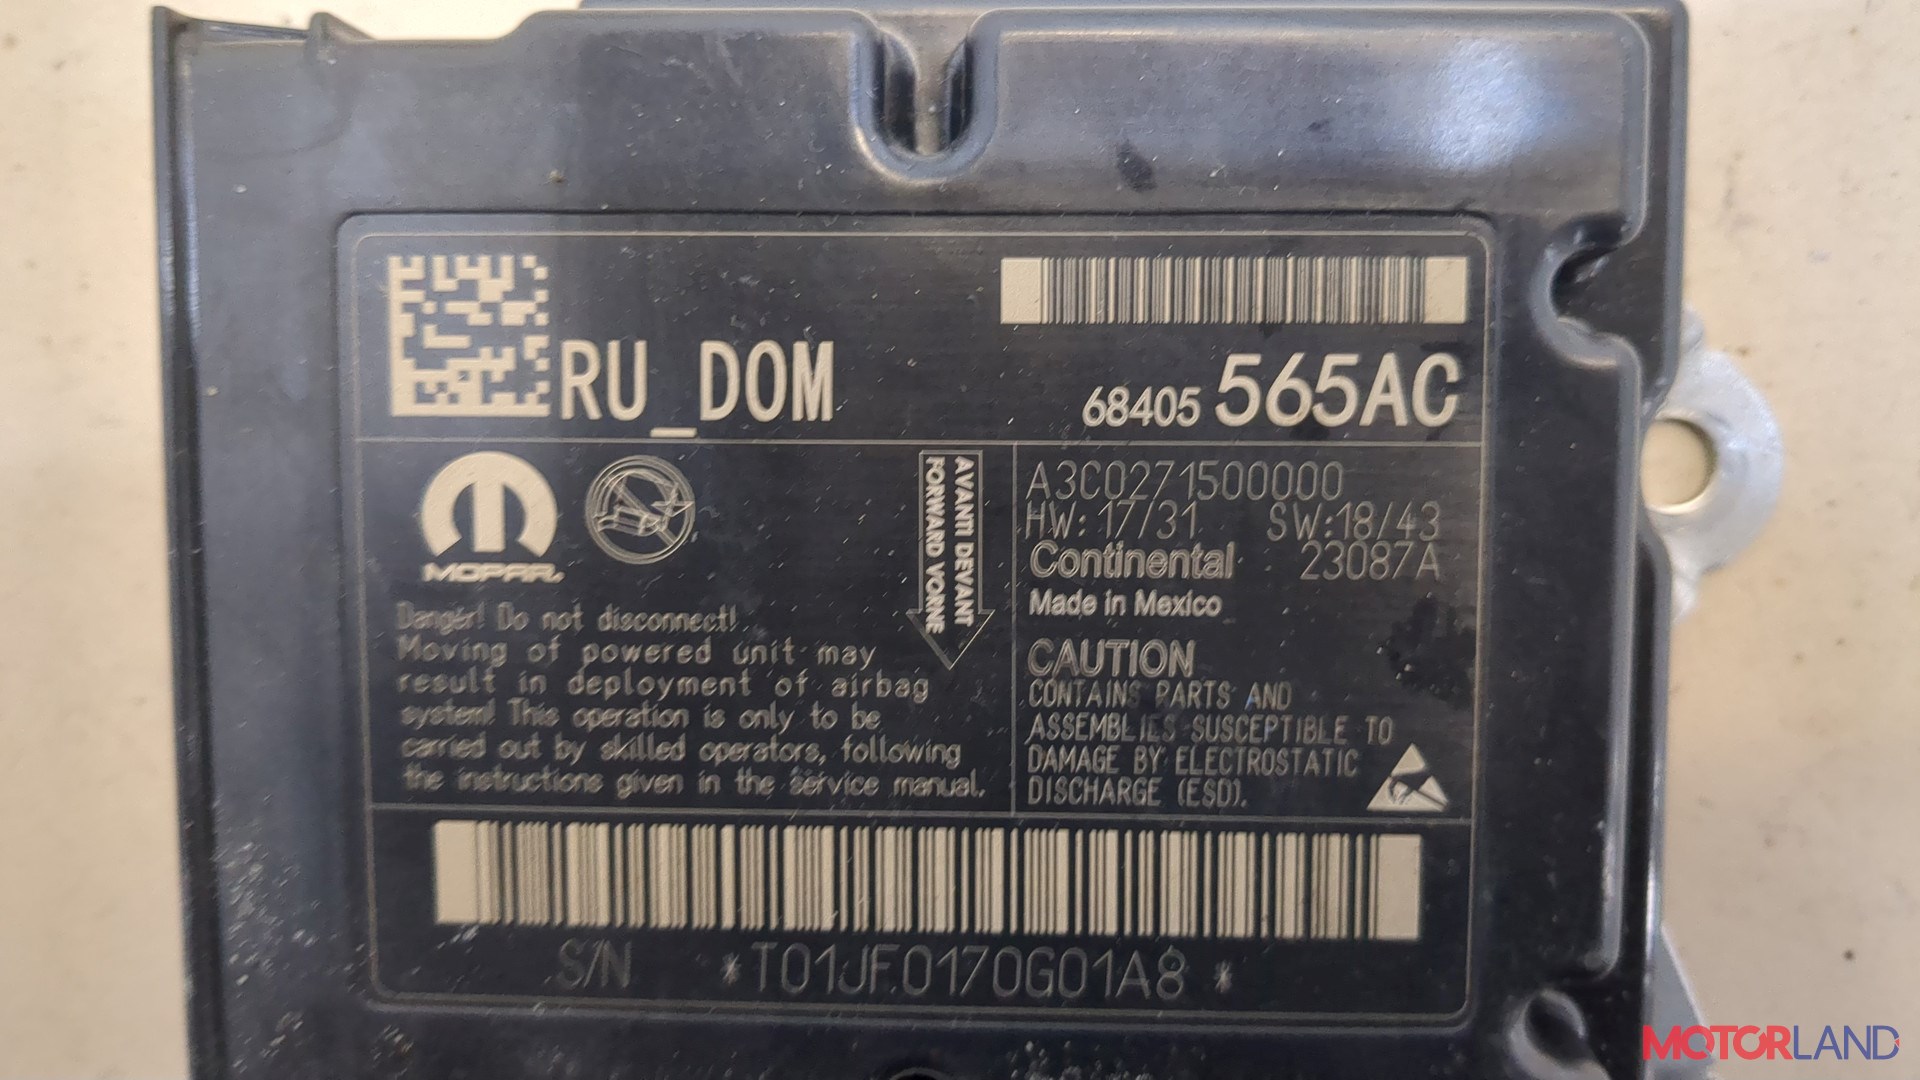 RU_DOM
68405 565AC
MOPAR
AVANTI DEVANT
FORWARD VORNE
A3C0271500000
HW: 17/31 SW:18/43
Continental 23087A
Made in Mexico
Danger! Do not disconnect!
Moving of powered unit may
result in deployment of airbag
system! This operation is only to be
carried out by skilled operators, following
the instructions given in the service manual.
CAUTION
CONTAINS PARTS AND
ASSEMBLIES SUSCEPTIBLE TO
DAMAGE BY ELECTROSTATIC
DISCHARGE (ESD).
S/N *T01JF0170G01A8*
MOTORLAND